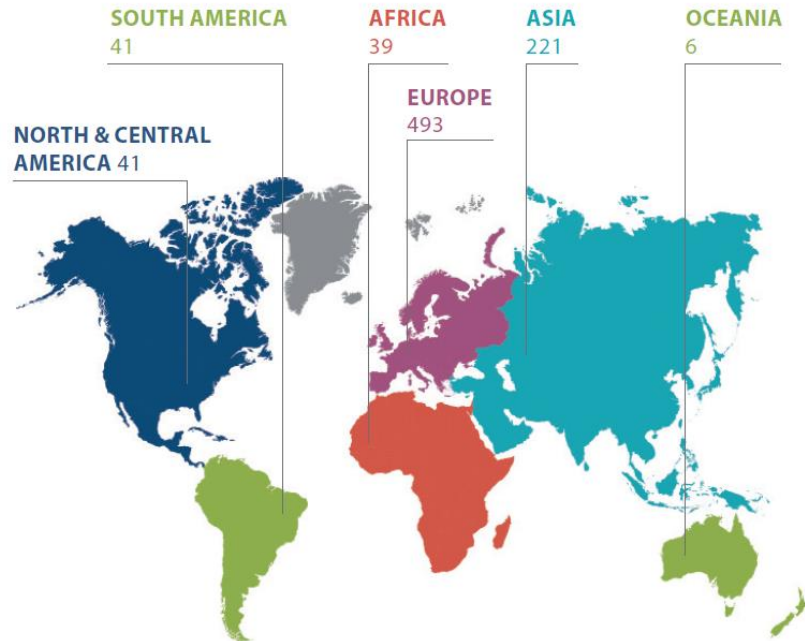 SOUTH AMERICA
41
AFRICA
39
ASIA
221
OCEANIA
6
EUROPE
493
NORTH & CENTRAL
AMERICA 41